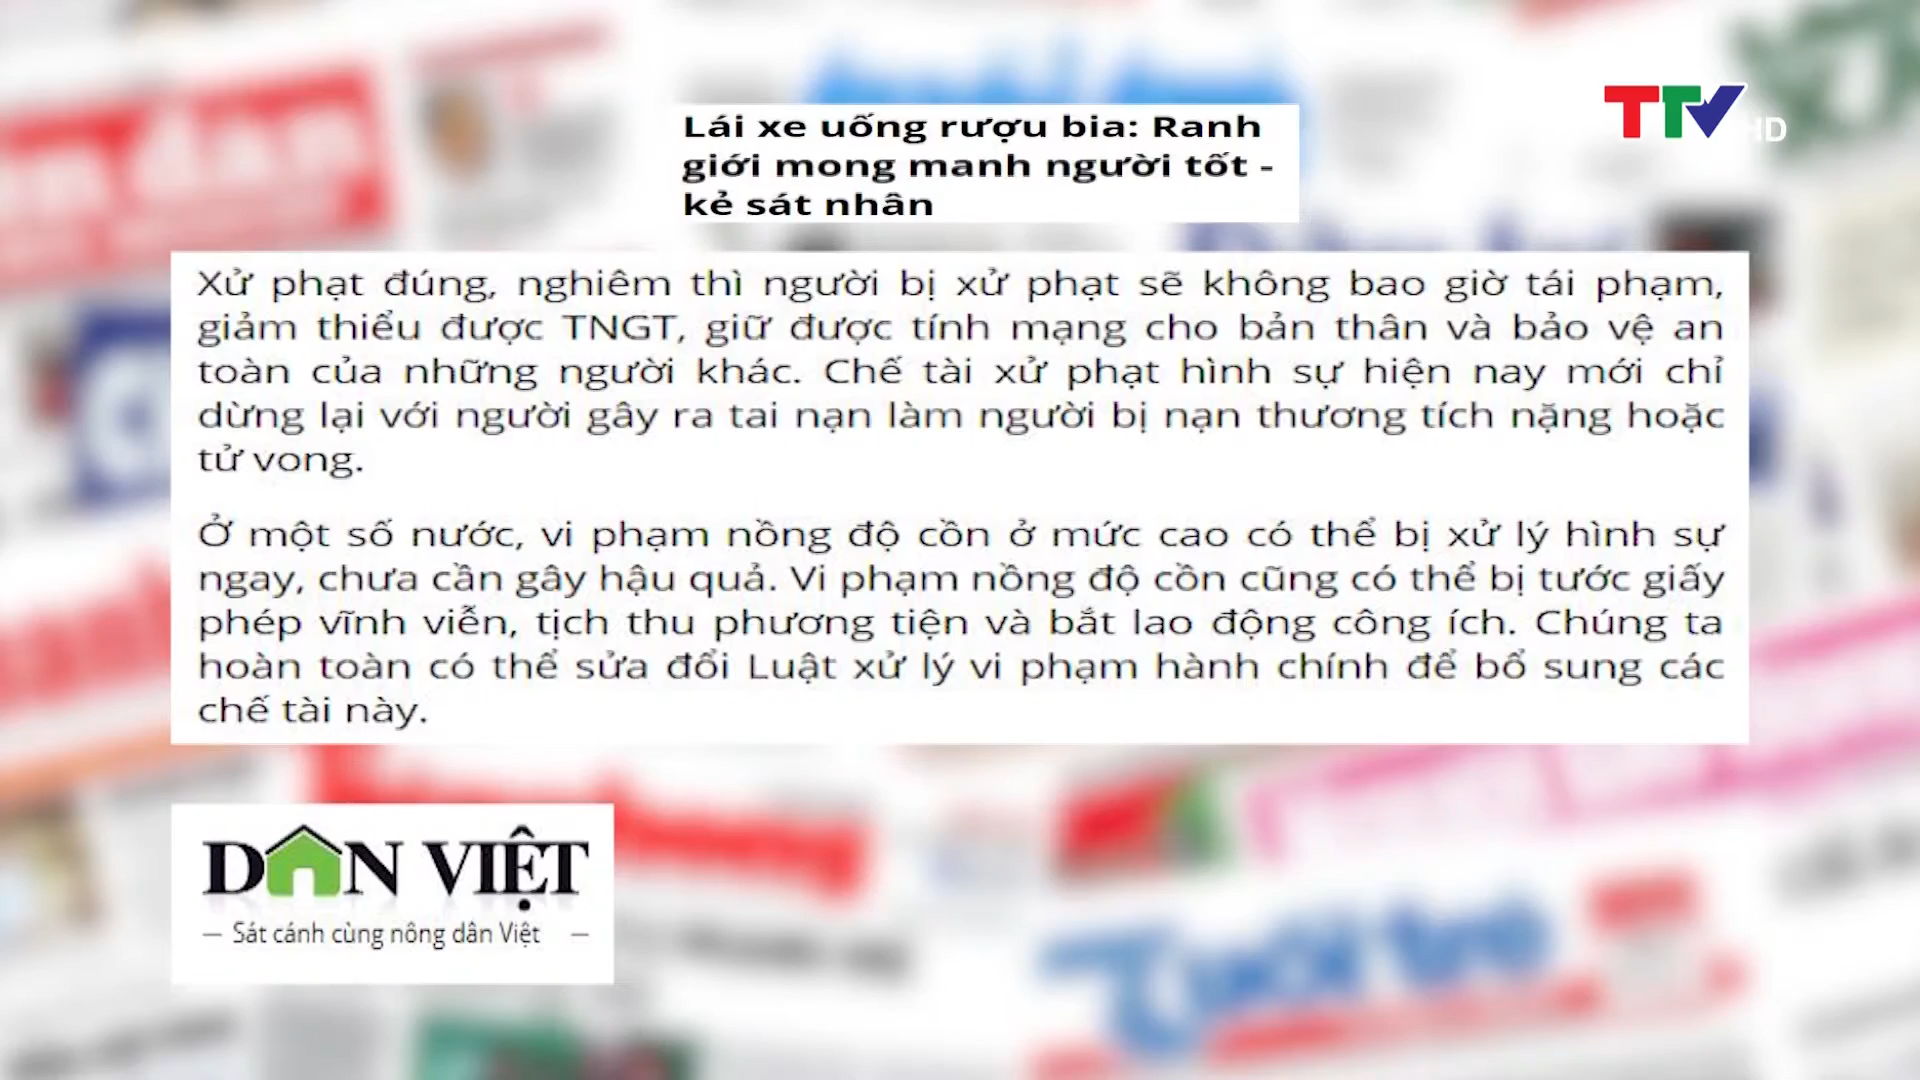 TTV HD
Lái xe uống rượu bia: Ranh
giới mong manh người tốt -
kẻ sát nhân
Xử phạt đúng, nghiêm thì người bị xử phạt sẽ không bao giờ tái phạm,
giảm thiểu được TNGT, giữ được tính mạng cho bản thân và bảo vệ an
toàn của những người khác. Chế tài xử phạt hình sự hiện nay mới chỉ
dừng lại với người gây ra tai nạn làm người bị nạn thương tích nặng hoặc
tử vong.
Ở một số nước, vi phạm nồng độ cồn ở mức cao có thể bị xử lý hình sự
ngay, chưa cần gây hậu quả. Vi phạm nồng độ cồn cũng có thể bị tước giấy
phép vĩnh viễn, tịch thu phương tiện và bắt lao động công ích. Chúng ta
hoàn toàn có thể sửa đổi Luật xử lý vi phạm hành chính để bổ sung các
chế tài này.
DÂN VIỆT
— Sát cánh cùng nông dân Việt —
Tuổi trẻ